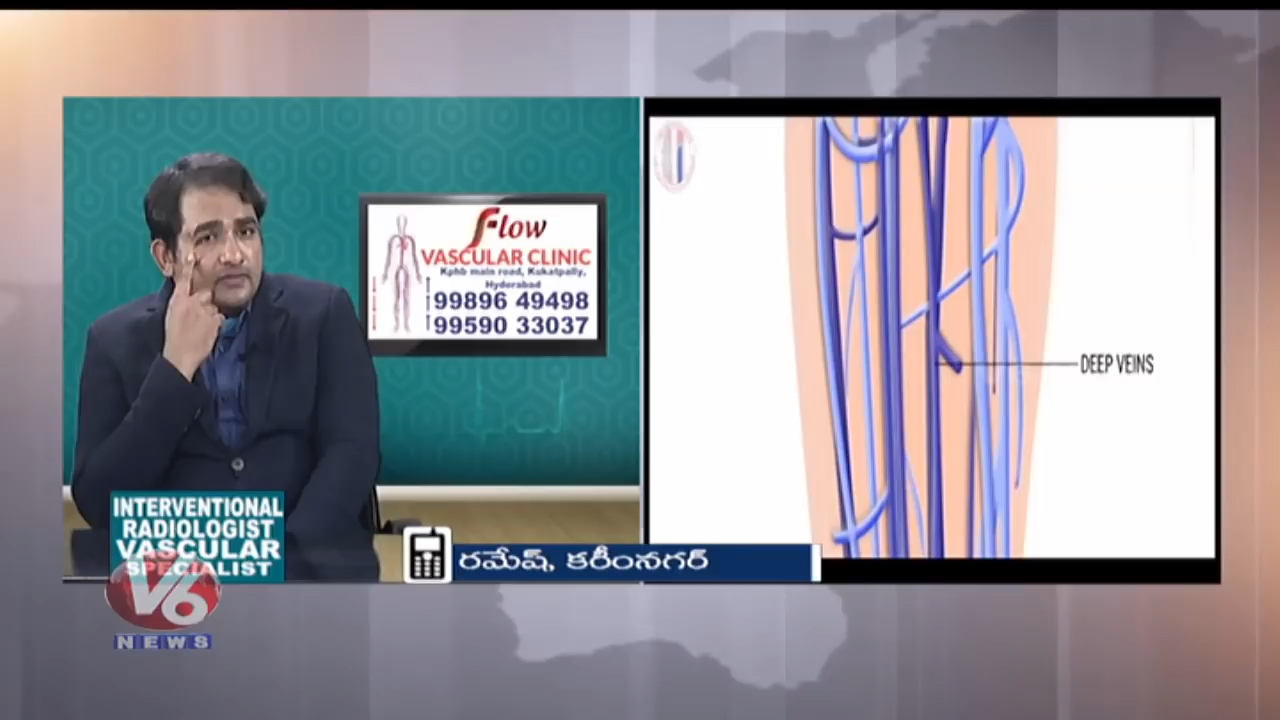 Flow
VASCULAR CLINIC
Kphb main road, Kukatpally,
Hyderabad
99896 49498
99590 33037
DEEP VEINS
INTERVENTIONAL
RADIOLOGIST
VASCULAR
SPECIALIST
రమేష్, కరీంనగర్
V6
NEWS